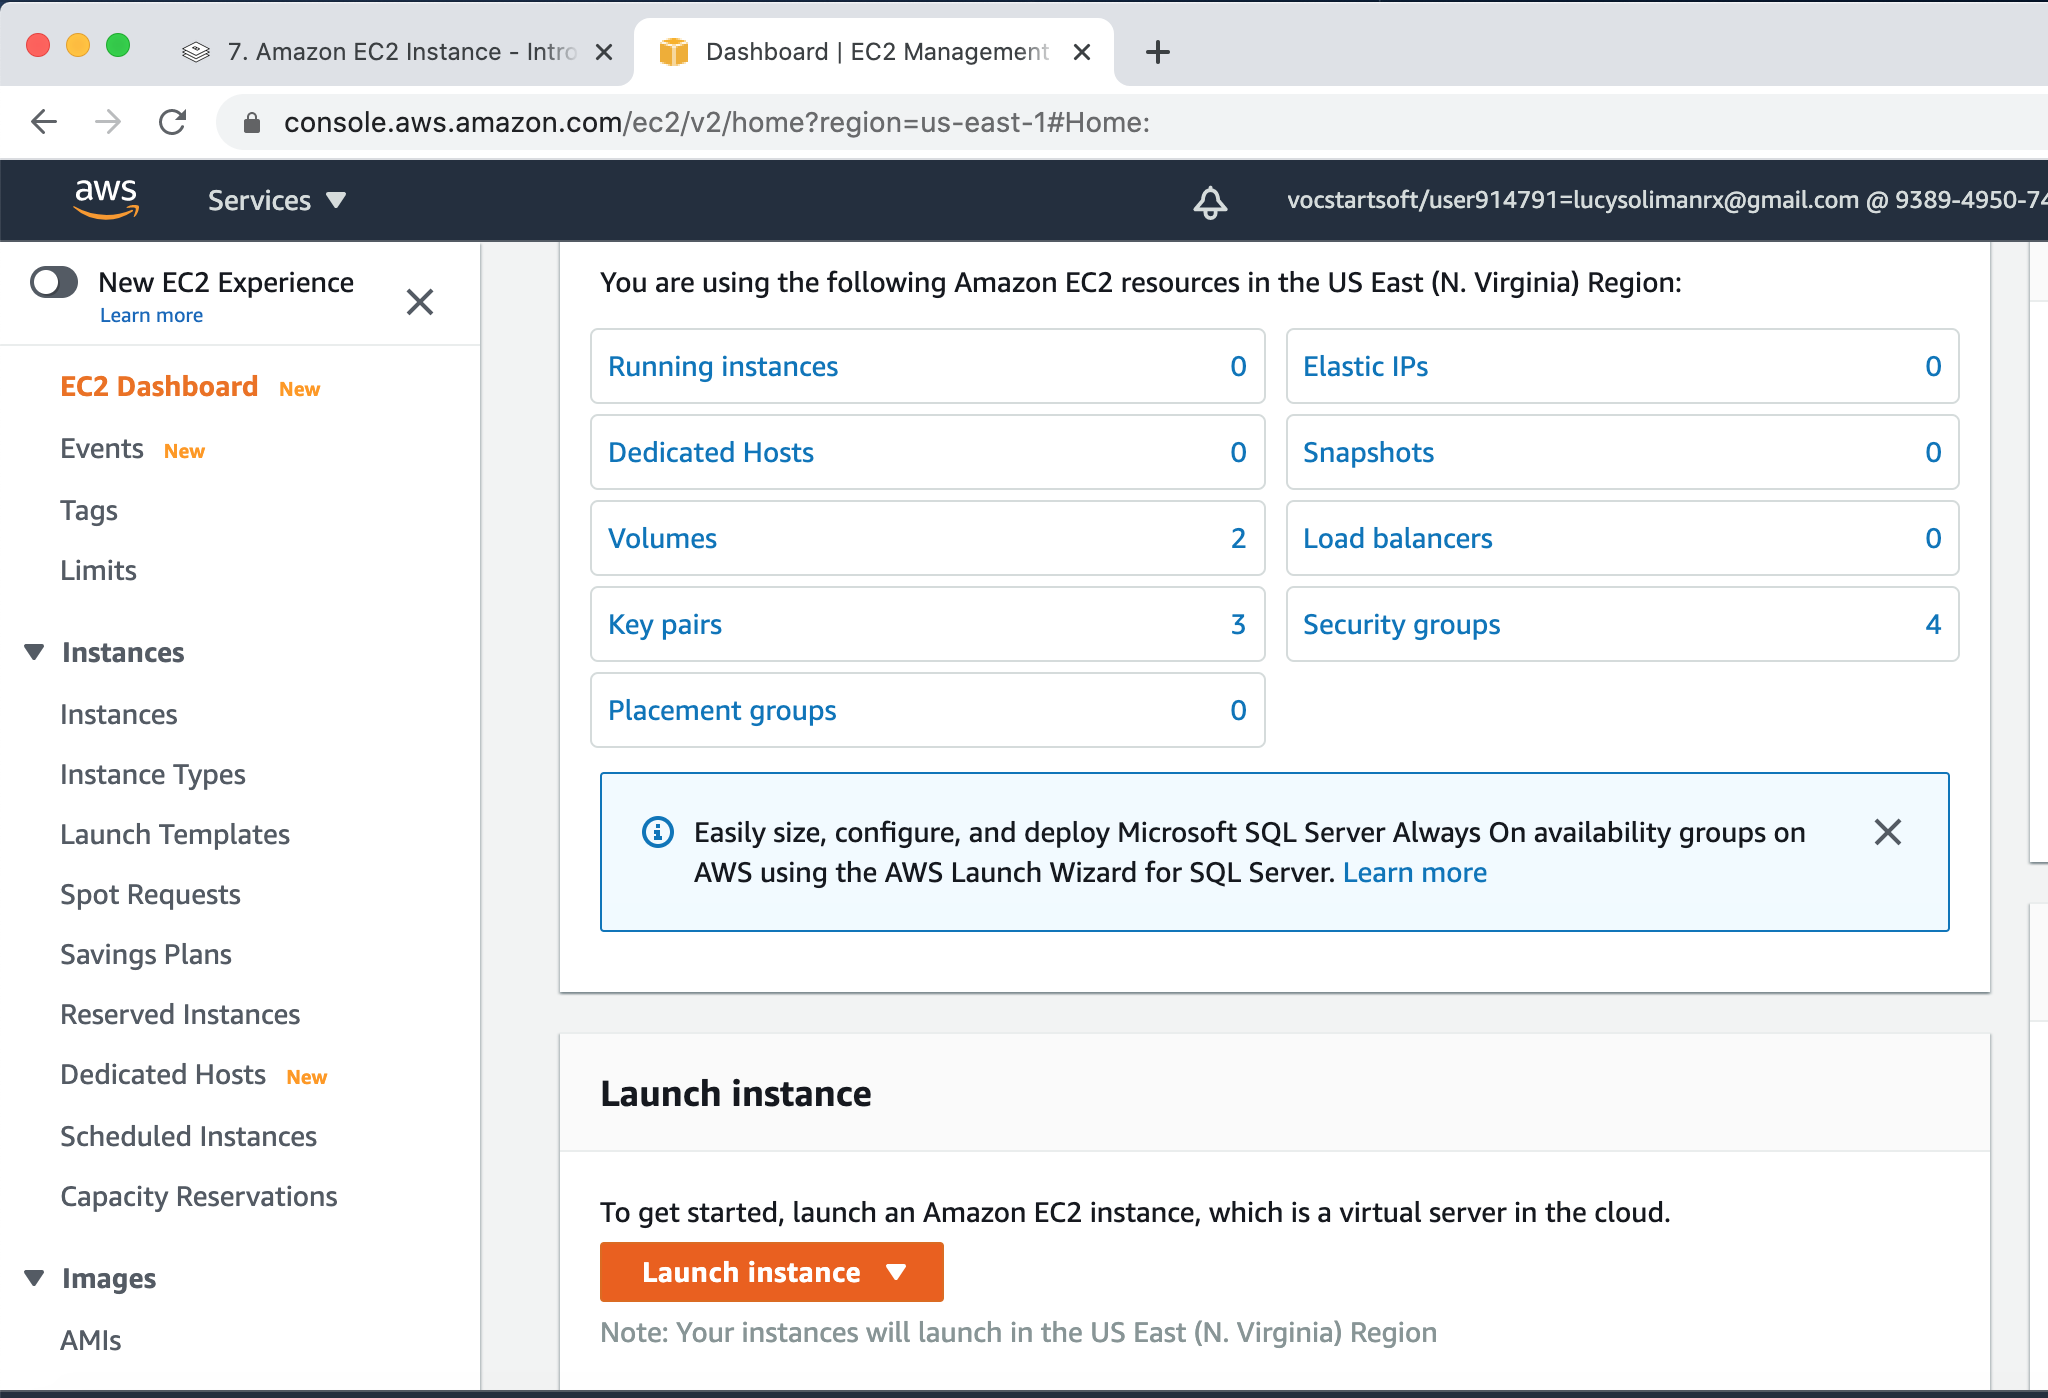 7. Amazon EC2 Instance - Intro
Dashboard | EC2 Management
console.aws.amazon.com/ec2/v2/home?region=us-east-1#Home:
aws
Services
vocstartsoft/user914791=lucysolimanrx@gmail.com @ 9389-4950-74
New EC2 Experience
Learn more
EC2 Dashboard New
Events New
Tags
Limits
Instances
Instances
Instance Types
Launch Templates
Spot Requests
Savings Plans
Reserved Instances
Dedicated Hosts New
Scheduled Instances
Capacity Reservations
Images
AMIs
You are using the following Amazon EC2 resources in the US East (N. Virginia) Region:
Running instances 0
Elastic IPs 0
Dedicated Hosts 0
Snapshots 0
Volumes 2
Load balancers 0
Key pairs 3
Security groups 4
Placement groups 0
Easily size, configure, and deploy Microsoft SQL Server Always On availability groups on
AWS using the AWS Launch Wizard for SQL Server. Learn more
Launch instance
To get started, launch an Amazon EC2 instance, which is a virtual server in the cloud.
Launch instance
Note: Your instances will launch in the US East (N. Virginia) Region